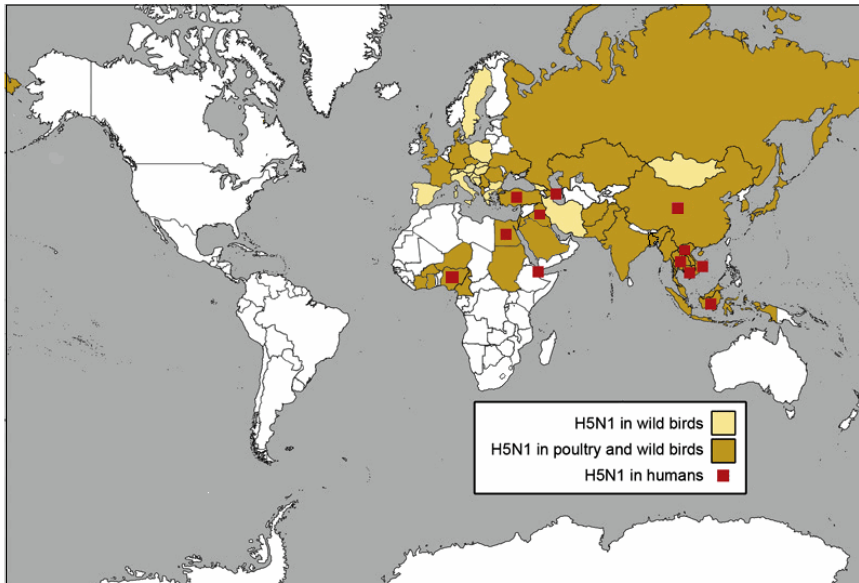 H5N1 in wild birds
H5N1 in poultry and wild birds
H5N1 in humans